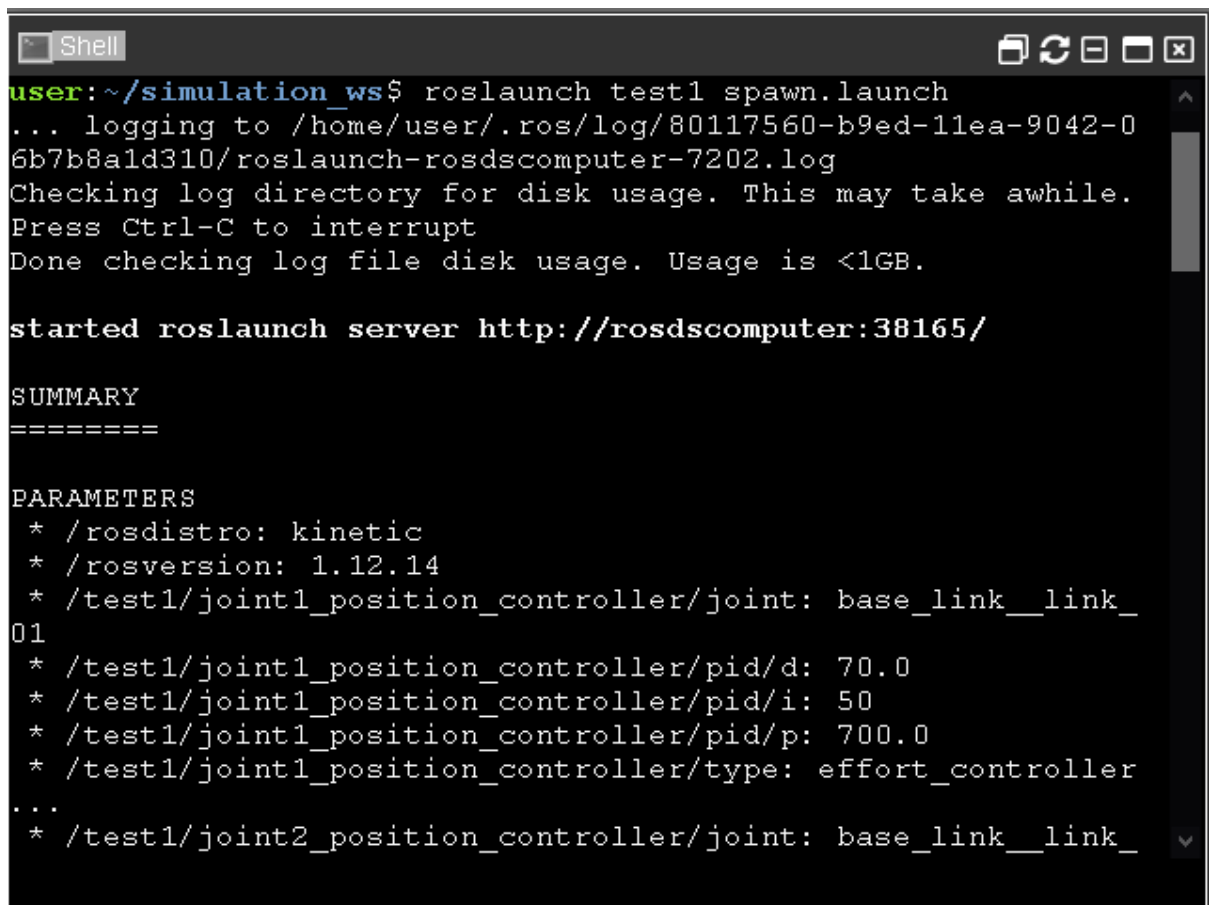 Shell
user:~/simulation_ws$ roslaunch test1 spawn.launch
... logging to /home/user/.ros/log/80117560-b9ed-11ea-9042-0
6b7b8a1d310/roslaunch-rosdscomputer-7202.log
Checking log directory for disk usage. This may take awhile.
Press Ctrl-C to interrupt
Done checking log file disk usage. Usage is <1GB.
started roslaunch server http://rosdscomputer:38165/
SUMMARY
========
PARAMETERS
 * /rosdistro: kinetic
 * /rosversion: 1.12.14
 * /test1/joint1_position_controller/joint: base_link__link_
01
 * /test1/joint1_position_controller/pid/d: 70.0
 * /test1/joint1_position_controller/pid/i: 50
 * /test1/joint1_position_controller/pid/p: 700.0
 * /test1/joint1_position_controller/type: effort_controller
...
 * /test1/joint2_position_controller/joint: base_link__link_